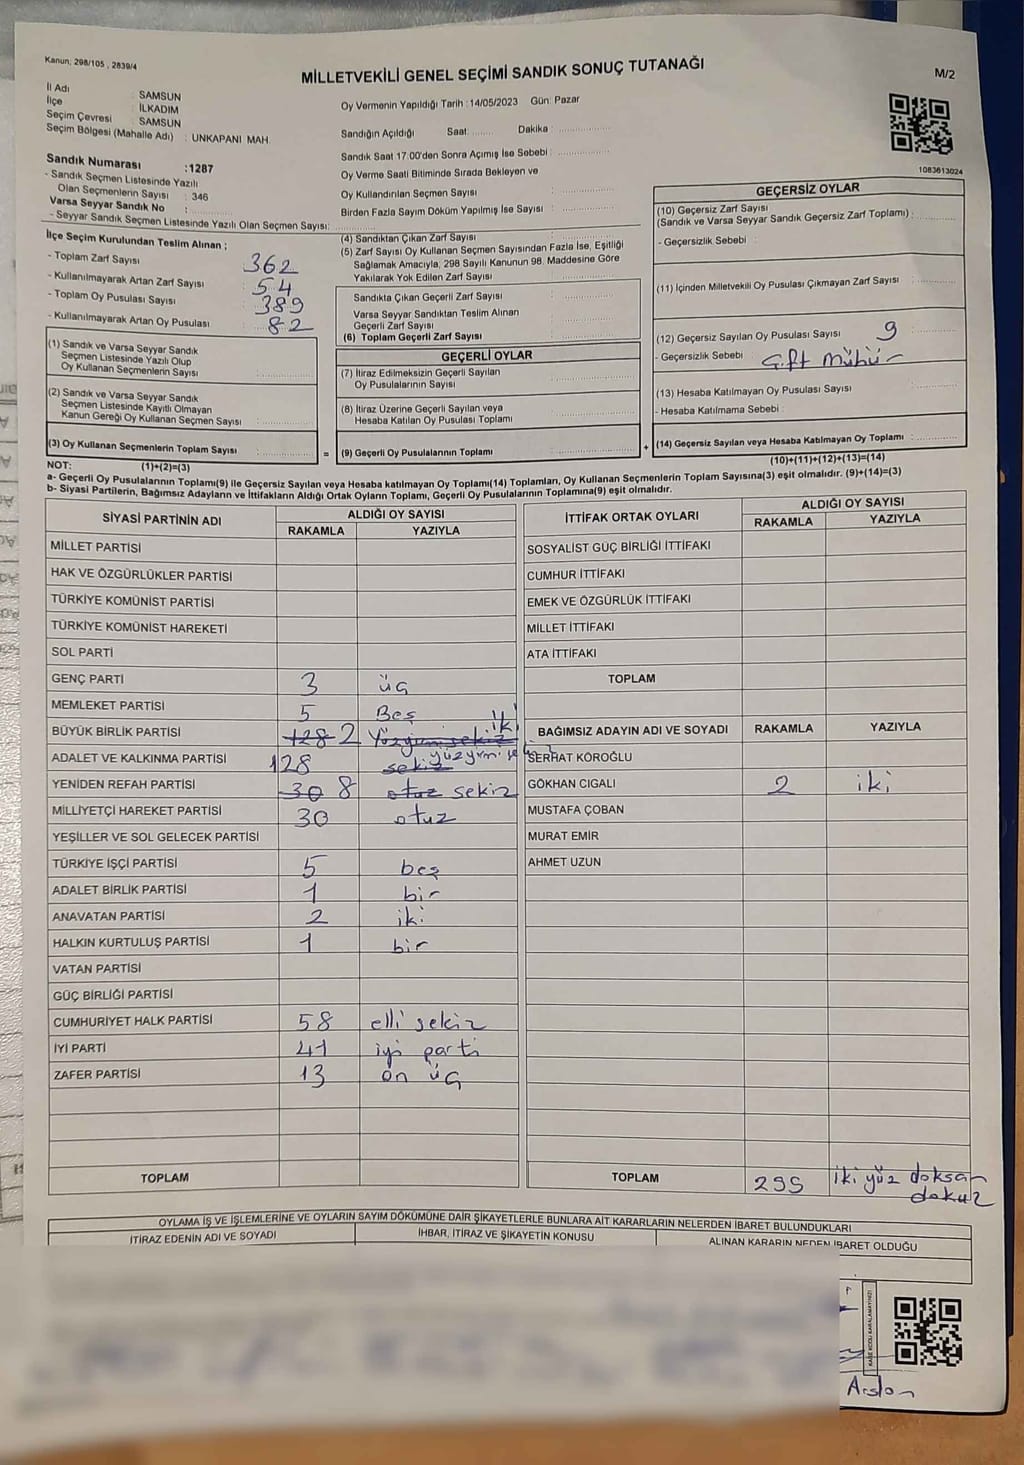 Kanun; 298/105 , 2839/4
MİLLETVEKİLİ GENEL SEÇİMİ SANDIK SONUÇ TUTANAĞI
M/2
İl Adı : SAMSUN
İlçe : İLKADIM
Seçim Çevresi : SAMSUN
Seçim Bölgesi (Mahalle Adı) : UNKAPANI MAH
Sandık Numarası : 1287
- Sandık Seçmen Listesinde Yazılı
Olan Seçmenlerin Sayısı : 346
Varsa Seyyar Sandık No :
- Seyyar Sandık Seçmen Listesinde Yazılı Olan Seçmen Sayısı:
Oy Vermenin Yapıldığı Tarih :14/05/2023 Gün: Pazar
Sandığın Açıldığı Saat: Dakika :
Sandık Saat 17.00'den Sonra Açımış İse Sebebi :
Oy Verme Saati Bitiminde Sırada Bekleyen ve
Oy Kullandırılan Seçmen Sayısı :
Birden Fazla Sayım Döküm Yapılmış İse Sayısı :
1083613024
İlçe Seçim Kurulundan Teslim Alınan ;
- Toplam Zarf Sayısı : 362
- Kullanılmayarak Artan Zarf Sayısı : 54
- Toplam Oy Pusulası Sayısı : 389
- Kullanılmayarak Artan Oy Pusulası : 82
(1) Sandık ve Varsa Seyyar Sandık
Seçmen Listesinde Yazılı Olup
Oy Kullanan Seçmenlerin Sayısı :
(2) Sandık ve Varsa Seyyar Sandık
Seçmen Listesinde Kayıtlı Olmayan
Kanun Gereği Oy Kullanan Seçmen Sayısı :
(3) Oy Kullanan Seçmenlerin Toplam Sayısı :
(1)+(2)=(3)
(4) Sandıktan Çıkan Zarf Sayısı :
(5) Zarf Sayısı Oy Kullanan Seçmen Sayısından Fazla İse, Eşitliği
Sağlamak Amacıyla, 298 Sayılı Kanunun 98. Maddesine Göre
Yakılarak Yok Edilen Zarf Sayısı :
Sandıkta Çıkan Geçerli Zarf Sayısı :
Varsa Seyyar Sandıktan Teslim Alınan
Geçerli Zarf Sayısı :
(6) Toplam Geçerli Zarf Sayısı :
GEÇERLİ OYLAR
(7) İtiraz Edilmeksizin Geçerli Sayılan
Oy Pusulalarının Sayısı :
(8) İtiraz Üzerine Geçerli Sayılan veya
Hesaba Katılan Oy Pusulası Toplamı :
= (9) Geçerli Oy Pusulalarının Toplamı :
GEÇERSİZ OYLAR
(10) Geçersiz Zarf Sayısı
(Sandık ve Varsa Seyyar Sandık Geçersiz Zarf Toplamı) :
- Geçersizlik Sebebi :
(11) İçinden Milletvekili Oy Pusulası Çıkmayan Zarf Sayısı :
(12) Geçersiz Sayılan Oy Pusulası Sayısı : 9
- Geçersizlik Sebebi : Çift Mühür
(13) Hesaba Katılmayan Oy Pusulası Sayısı :
- Hesaba Katılmama Sebebi :
+ (14) Geçersiz Sayılan veya Hesaba Katılmayan Oy Toplamı :
(10)+(11)+(12)+(13)=(14)
NOT:
a- Geçerli Oy Pusulalarının Toplamı(9) ile Geçersiz Sayılan veya Hesaba katılmayan Oy Toplamı(14) Toplamları, Oy Kullanan Seçmenlerin Toplam Sayısına(3) eşit olmalıdır. (9)+(14)=(3)
b- Siyasi Partilerin, Bağımsız Adayların ve İttifakların Aldığı Ortak Oyların Toplamı, Geçerli Oy Pusulalarının Toplamına(9) eşit olmalıdır.
SİYASİ PARTİNİN ADI ALDIĞI OY SAYISI
RAKAMLA YAZIYLA
MİLLET PARTİSİ
HAK VE ÖZGÜRLÜKLER PARTİSİ
TÜRKİYE KOMÜNİST PARTİSİ
TÜRKİYE KOMÜNİST HAREKETİ
SOL PARTİ
GENÇ PARTİ 3 üç
MEMLEKET PARTİSİ 5 Beş
BÜYÜK BİRLİK PARTİSİ 128 2 Yüzyirmi sekiz iki
ADALET VE KALKINMA PARTİSİ 128 sekiz yüzyirmi sekiz
YENİDEN REFAH PARTİSİ 30 8 otuz sekiz
MİLLİYETÇİ HAREKET PARTİSİ 30 otuz
YEŞİLLER VE SOL GELECEK PARTİSİ
TÜRKİYE İŞÇİ PARTİSİ 5 beş
ADALET BİRLİK PARTİSİ 1 bir
ANAVATAN PARTİSİ 2 iki
HALKIN KURTULUŞ PARTİSİ 1 bir
VATAN PARTİSİ
GÜÇ BİRLİĞİ PARTİSİ
CUMHURİYET HALK PARTİSİ 58 elli sekiz
İYİ PARTİ 41 iyi parti
ZAFER PARTİSİ 13 on üç
TOPLAM
İTTİFAK ORTAK OYLARI ALDIĞI OY SAYISI
RAKAMLA YAZIYLA
SOSYALİST GÜÇ BİRLİĞİ İTTİFAKI
CUMHUR İTTİFAKI
EMEK VE ÖZGÜRLÜK İTTİFAKI
MİLLET İTTİFAKI
ATA İTTİFAKI
TOPLAM
BAĞIMSIZ ADAYIN ADI VE SOYADI RAKAMLA YAZIYLA
SERHAT KÖROĞLU
GÖKHAN CIGALI 2 iki
MUSTAFA ÇOBAN
MURAT EMİR
AHMET UZUN
TOPLAM 299 iki yüz doksan
dokuz
OYLAMA İŞ VE İŞLEMLERİNE VE OYLARIN SAYIM DÖKÜMÜNE DAİR ŞİKAYETLERLE BUNLARA AİT KARARLARIN NELERDEN İBARET BULUNDUKLARI
İTİRAZ EDENİN ADI VE SOYADI İHBAR, İTİRAZ VE ŞİKAYETİN KONUSU ALINAN KARARIN NEDEN İBARET OLDUĞU
KARE KODU KARALAMAYINIZ!
Arslan